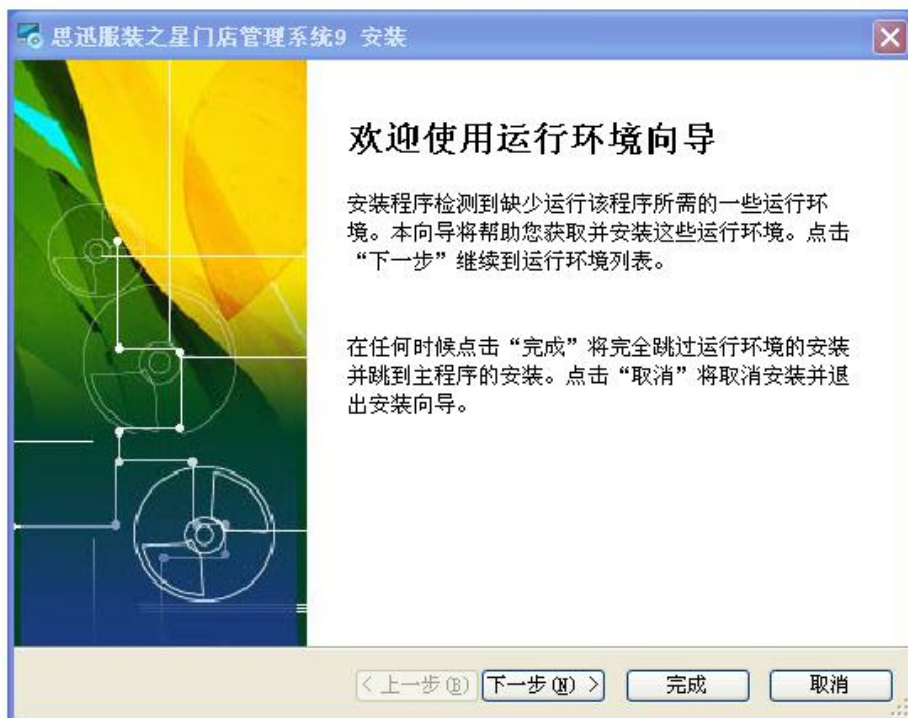 思迅服装之星门店管理系统9 安装
欢迎使用运行环境向导
安装程序检测到缺少运行该程序所需的一些运行环
境。本向导将帮助您获取并安装这些运行环境。点击
“下一步”继续到运行环境列表。
在任何时候点击“完成”将完全跳过运行环境的安装
并跳到主程序的安装。点击“取消”将取消安装并退
出安装向导。
< 上一步(B) 下一步(N) > 完成 取消